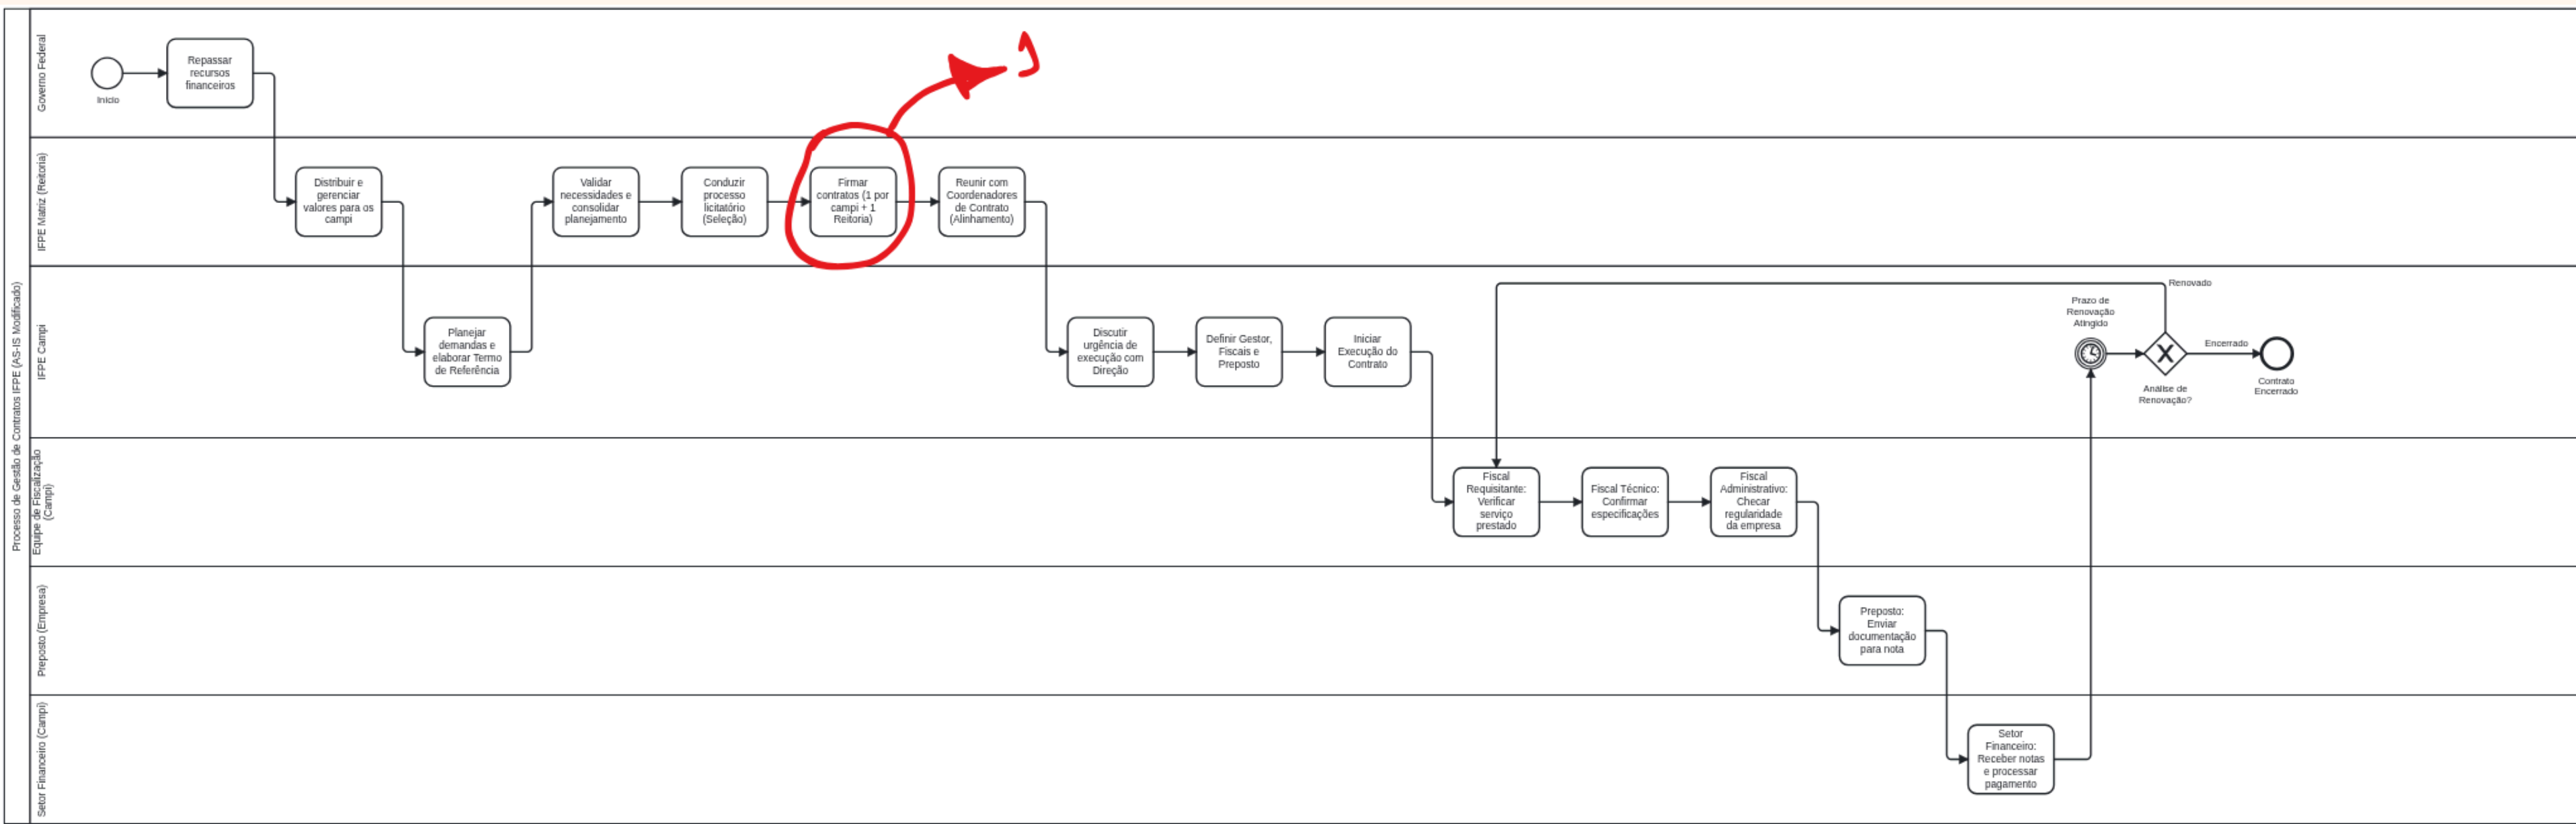 Processo de Gestão de Contratos IFPE (AS-IS Modificado)
Governo Federal
Início
Repassar
recursos
financeiros
IFPE Matriz (Reitoria)
Distribuir e
gerenciar
valores para os
campi
Validar
necessidades e
consolidar
planejamento
Conduzir
processo
licitatório
(Seleção)
Firmar
contratos (1 por
campi + 1
Reitoria)
Reunir com
Coordenadores
de Contrato
(Alinhamento)
IFPE Campi
Planejar
demandas e
elaborar Termo
de Referência
Discutir
urgência de
execução com
Direção
Definir Gestor,
Fiscais e
Preposto
Iniciar
Execução do
Contrato
Prazo de
Renovação
Atingido
Renovado
Análise de
Renovação?
Encerrado
Contrato
Encerrado
Equipe de Fiscalização
(Campi)
Fiscal
Requisitante:
Verificar
serviço
prestado
Fiscal Técnico:
Confirmar
especificações
Fiscal
Administrativo:
Checar
regularidade
da empresa
Preposto (Empresa)
Preposto:
Enviar
documentação
para nota
Setor Financeiro (Campi)
Setor
Financeiro:
Receber notas
e processar
pagamento